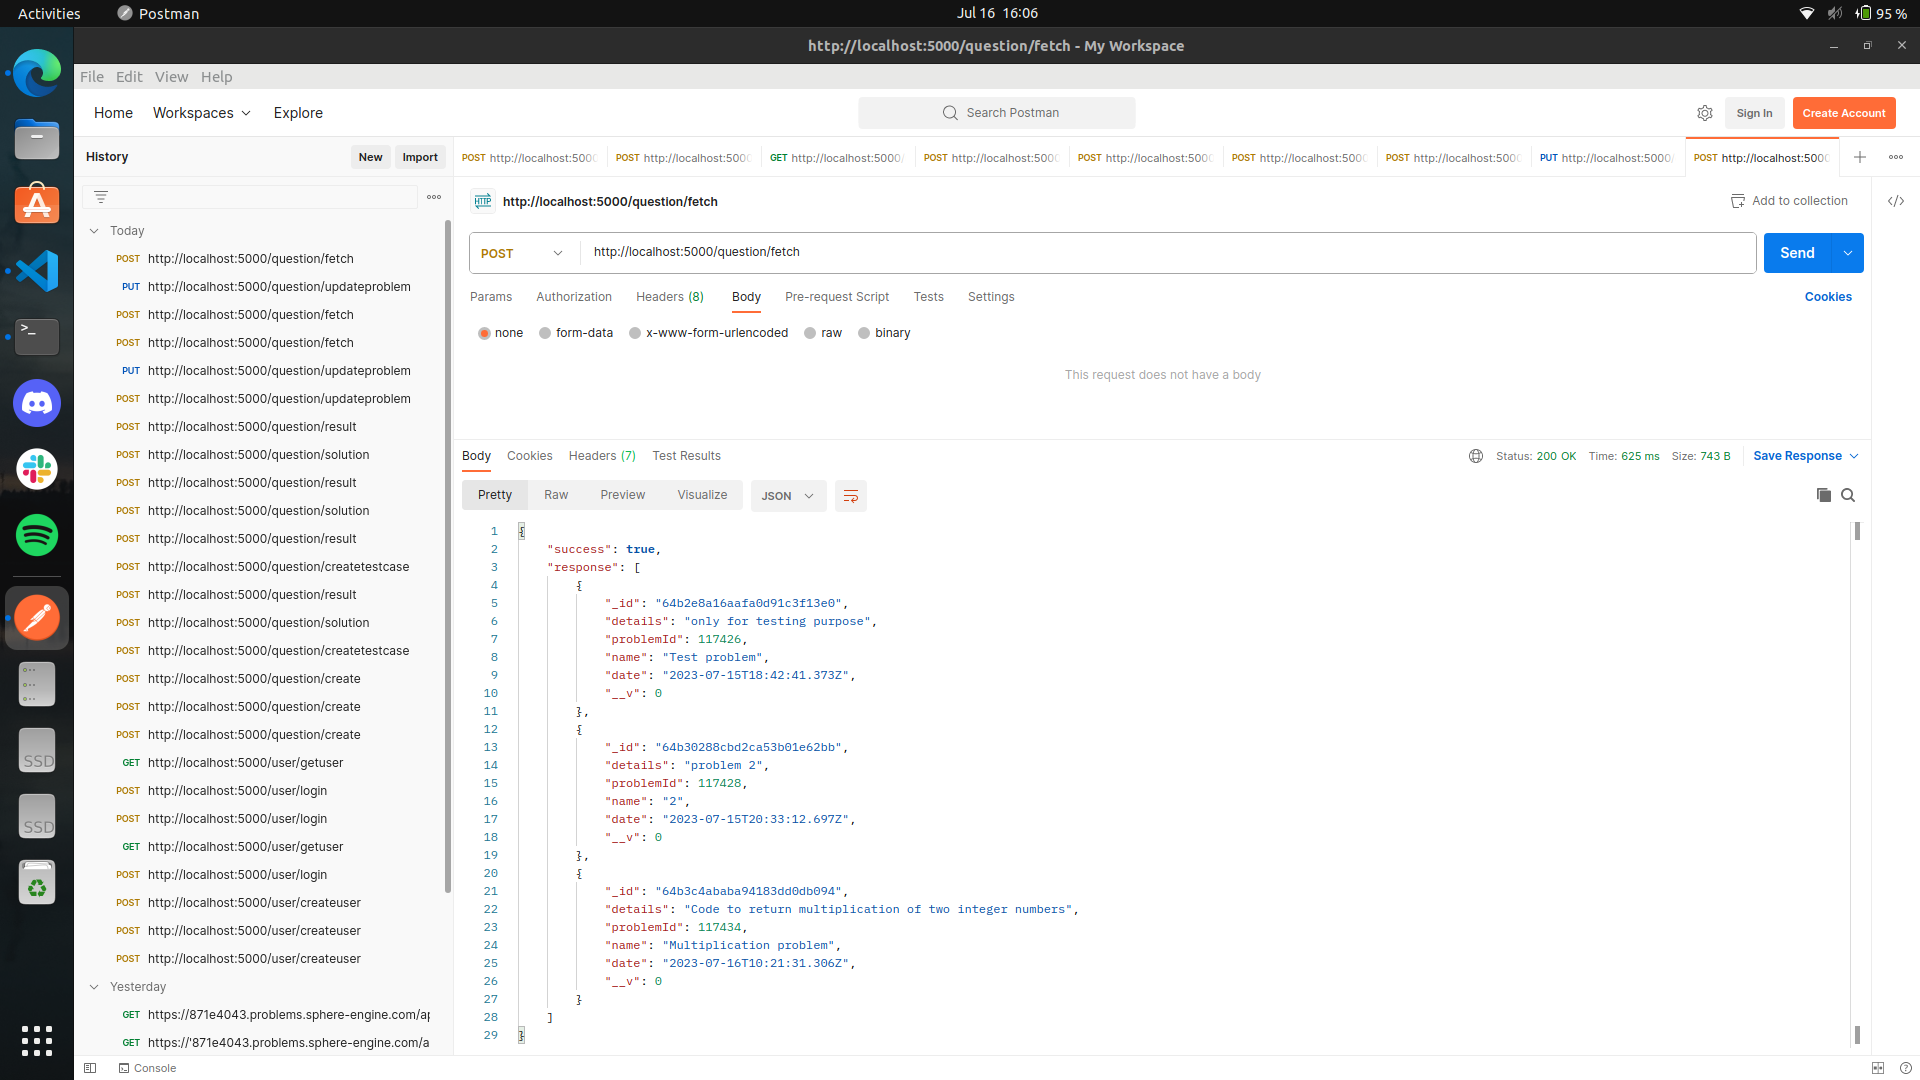 Activities
Postman
Jul 16 16:06
95 %
http://localhost:5000/question/fetch - My Workspace
File Edit View Help
Home Workspaces Explore
Search Postman
Sign In
Create Account
History
New
Import
POST http://localhost:5000
POST http://localhost:5000
GET http://localhost:5000/
POST http://localhost:5000
POST http://localhost:5000
POST http://localhost:5000
POST http://localhost:5000
PUT http://localhost:5000/
POST http://localhost:5000
Today
POST http://localhost:5000/question/fetch
PUT http://localhost:5000/question/updateproblem
POST http://localhost:5000/question/fetch
POST http://localhost:5000/question/fetch
PUT http://localhost:5000/question/updateproblem
POST http://localhost:5000/question/updateproblem
POST http://localhost:5000/question/result
POST http://localhost:5000/question/solution
POST http://localhost:5000/question/result
POST http://localhost:5000/question/solution
POST http://localhost:5000/question/result
POST http://localhost:5000/question/createtestcase
POST http://localhost:5000/question/result
POST http://localhost:5000/question/solution
POST http://localhost:5000/question/createtestcase
POST http://localhost:5000/question/create
POST http://localhost:5000/question/create
POST http://localhost:5000/question/create
GET http://localhost:5000/user/getuser
POST http://localhost:5000/user/login
POST http://localhost:5000/user/login
GET http://localhost:5000/user/getuser
POST http://localhost:5000/user/login
POST http://localhost:5000/user/createuser
POST http://localhost:5000/user/createuser
POST http://localhost:5000/user/createuser
Yesterday
GET https://871e4043.problems.sphere-engine.com/ap
GET https://'871e4043.problems.sphere-engine.com/a
HTTP http://localhost:5000/question/fetch
Add to collection
</>
POST http://localhost:5000/question/fetch
Send
Params Authorization Headers (8) Body Pre-request Script Tests Settings
Cookies
none form-data x-www-form-urlencoded raw binary
This request does not have a body
Body Cookies Headers (7) Test Results
Status: 200 OK Time: 625 ms Size: 743 B
Save Response
Pretty Raw Preview Visualize
JSON
1 {
2 "success": true,
3 "response": [
4 {
5 "_id": "64b2e8a16aafa0d91c3f13e0",
6 "details": "only for testing purpose",
7 "problemId": 117426,
8 "name": "Test problem",
9 "date": "2023-07-15T18:42:41.373Z",
10 "__v": 0
11 },
12 {
13 "_id": "64b30288cbd2ca53b01e62bb",
14 "details": "problem 2",
15 "problemId": 117428,
16 "name": "2",
17 "date": "2023-07-15T20:33:12.697Z",
18 "__v": 0
19 },
20 {
21 "_id": "64b3c4ababa94183dd0db094",
22 "details": "Code to return multiplication of two integer numbers",
23 "problemId": 117434,
24 "name": "Multiplication problem",
25 "date": "2023-07-16T10:21:31.306Z",
26 "__v": 0
27 }
28 ]
29 }
SSD
SSD
Console